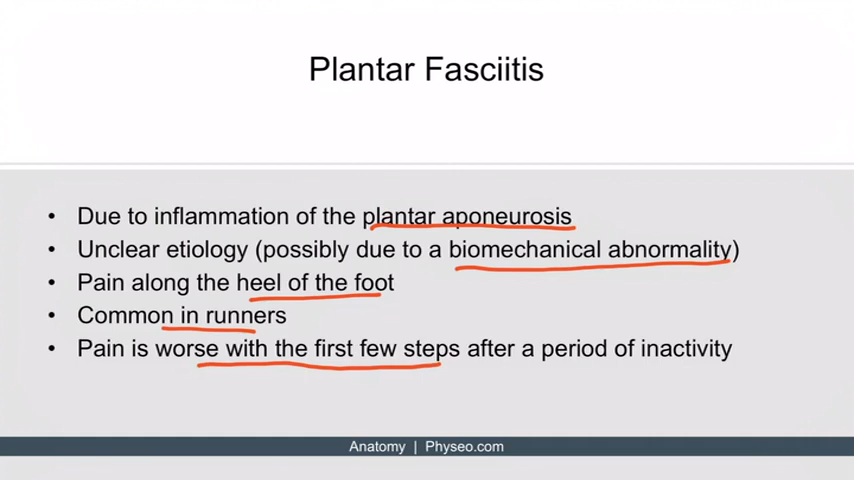 Plantar Fasciitis
• Due to inflammation of the plantar aponeurosis
• Unclear etiology (possibly due to a biomechanical abnormality)
• Pain along the heel of the foot
• Common in runners
• Pain is worse with the first few steps after a period of inactivity
Anatomy | Physeo.com